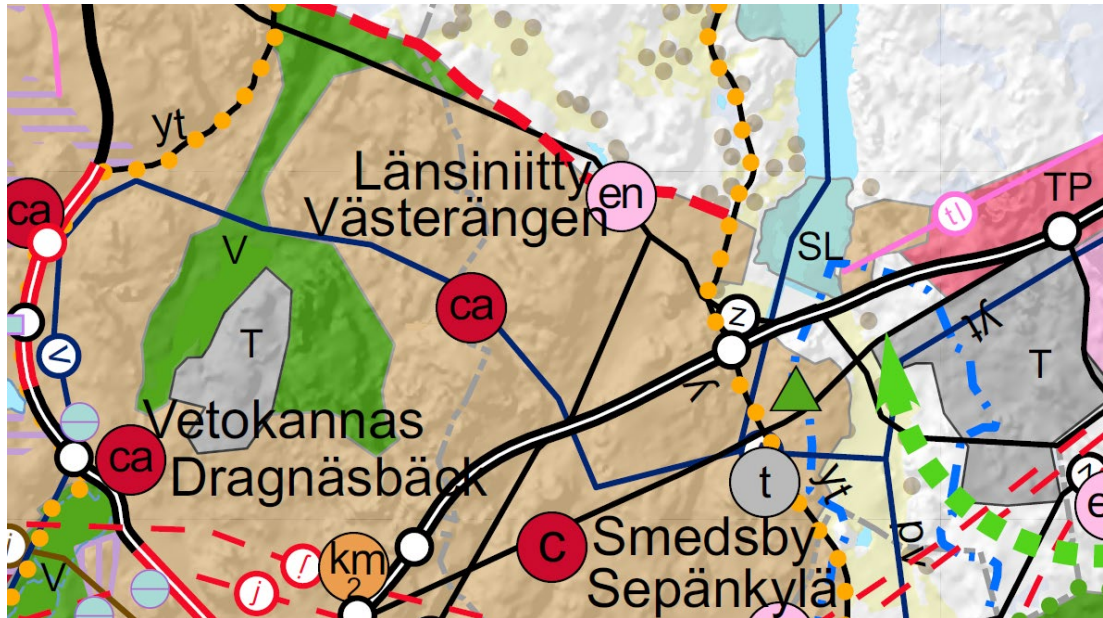 yt
TP
Länsiniitty
en
Västerängen
ca
tl
V
SL
ca
z
yt
T
v
T
V
Vetokannas
ca
Dragnäsbäck
t
yt
z
e
km
2
c
Smedsby
Sepänkylä
j
j
j
V